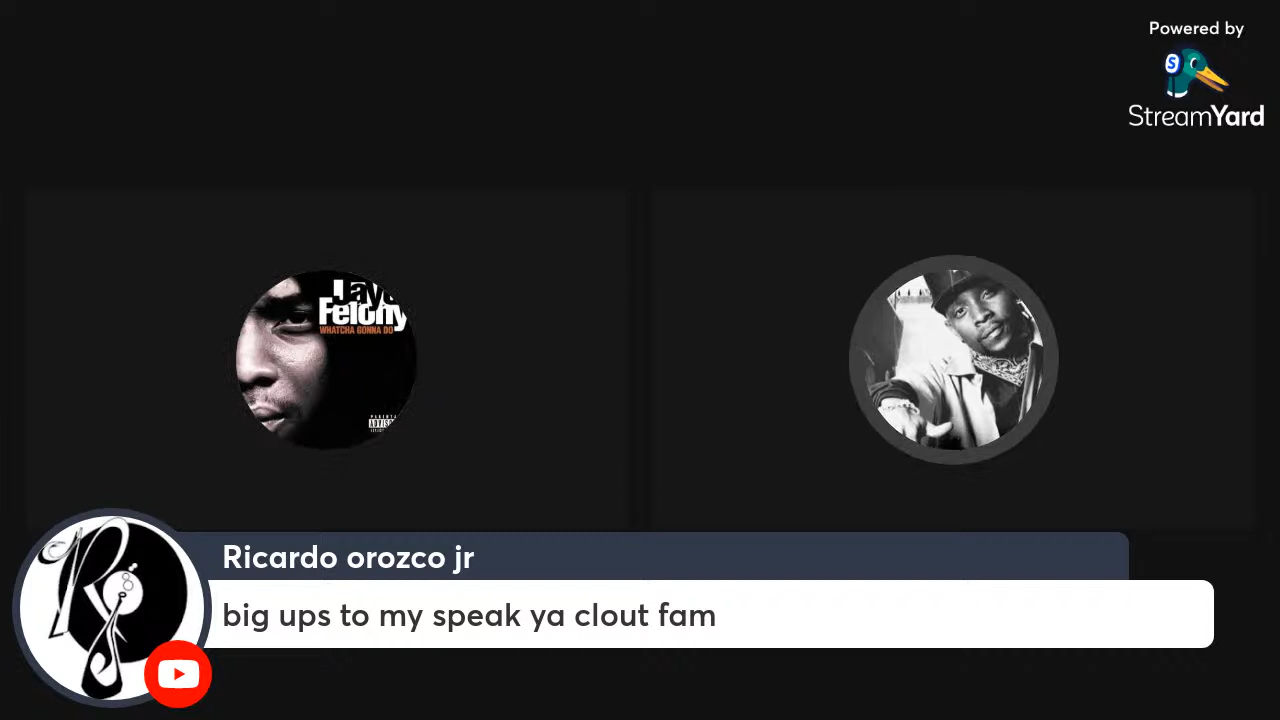 Powered by
S
StreamYard
Jayo
Felony
WHATCHA GONNA DO
Ricardo orozco jr
big ups to my speak ya clout fam